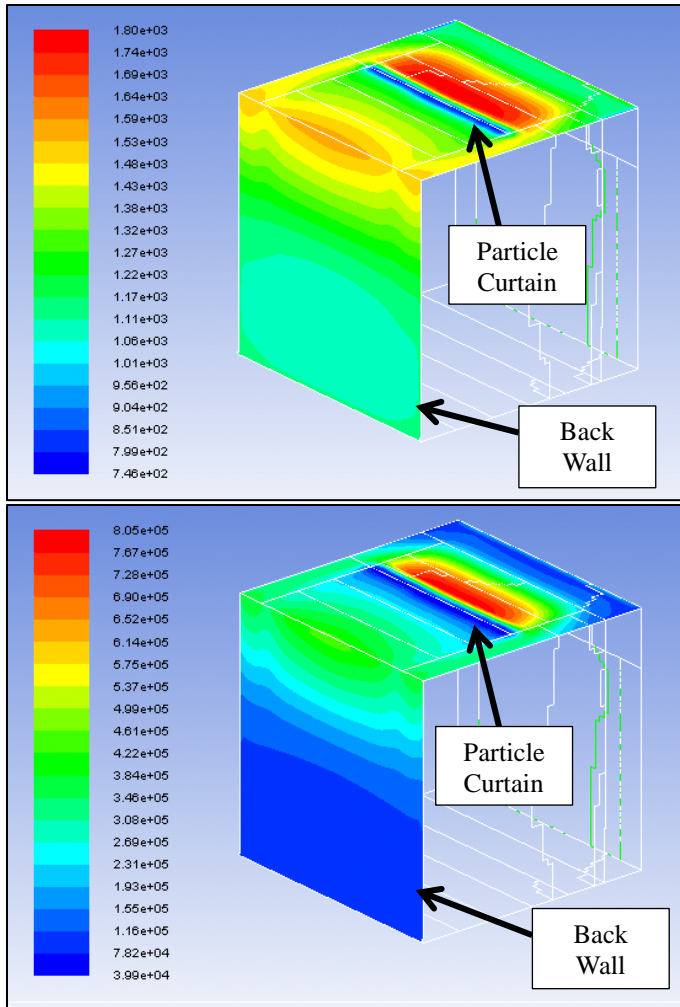 1.80e+03
1.74e+03
1.69e+03
1.64e+03
1.59e+03
1.53e+03
1.48e+03
1.43e+03
1.38e+03
1.32e+03
1.27e+03
1.22e+03
1.17e+03
1.11e+03
1.06e+03
1.01e+03
9.56e+02
9.04e+02
8.51e+02
7.99e+02
7.46e+02
Particle
Curtain
Back
Wall
8.05e+05
7.67e+05
7.28e+05
6.90e+05
6.52e+05
6.14e+05
5.75e+05
5.37e+05
4.99e+05
4.61e+05
4.22e+05
3.84e+05
3.46e+05
3.08e+05
2.69e+05
2.31e+05
1.93e+05
1.55e+05
1.16e+05
7.82e+04
3.99e+04
Particle
Curtain
Back
Wall